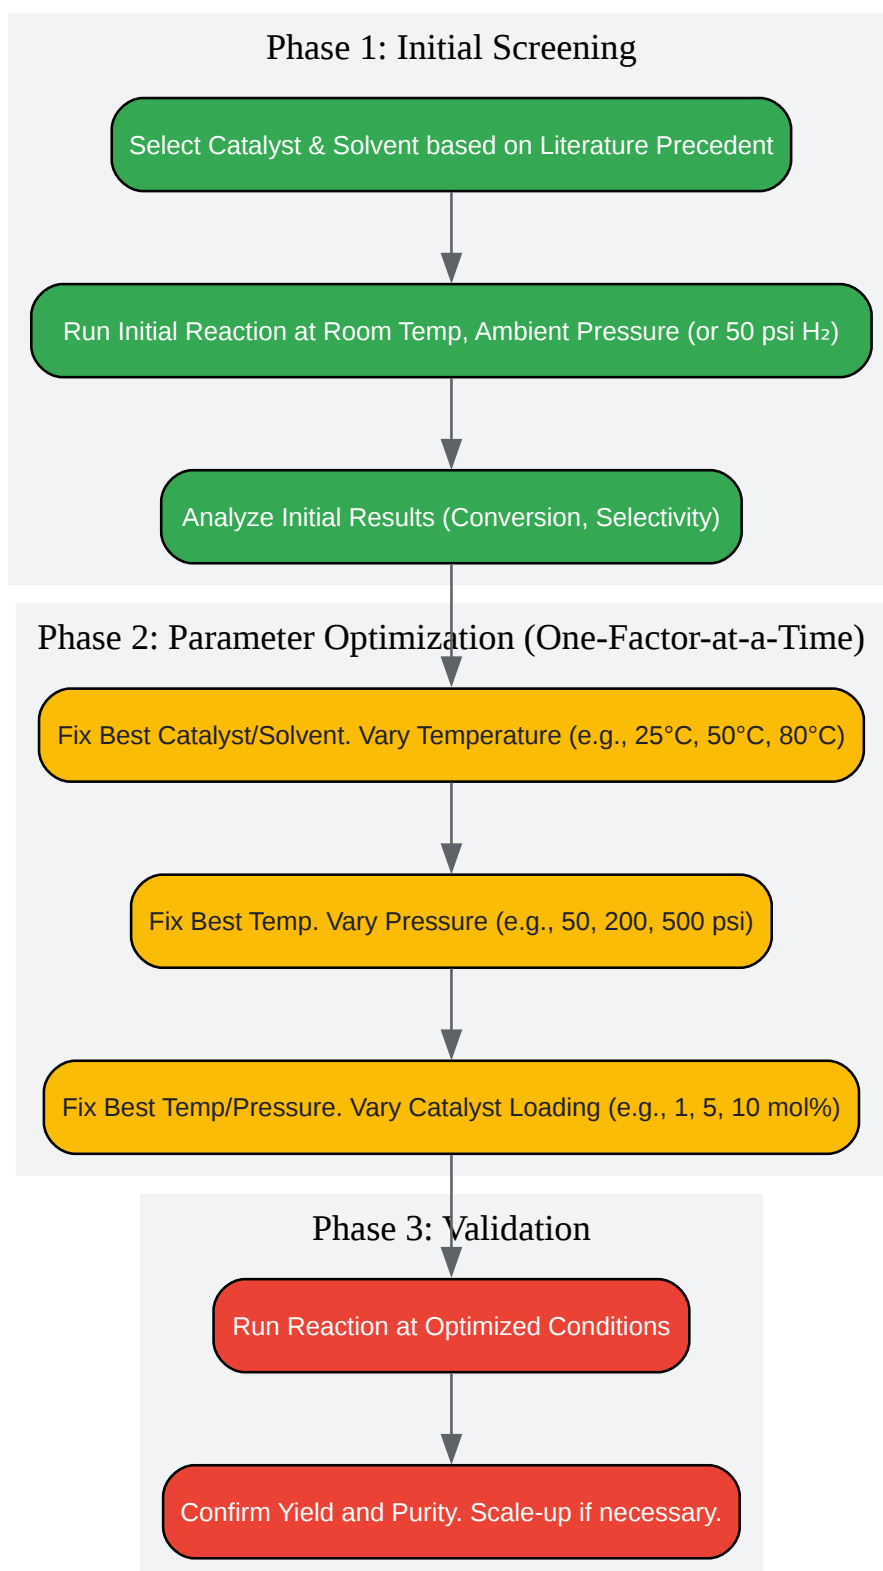 Phase 1: Initial Screening
Select Catalyst & Solvent based on Literature Precedent
Run Initial Reaction at Room Temp, Ambient Pressure (or 50 psi H₂)
Analyze Initial Results (Conversion, Selectivity)
Phase 2: Parameter Optimization (One-Factor-at-a-Time)
Fix Best Catalyst/Solvent. Vary Temperature (e.g., 25°C, 50°C, 80°C)
Fix Best Temp. Vary Pressure (e.g., 50, 200, 500 psi)
Fix Best Temp/Pressure. Vary Catalyst Loading (e.g., 1, 5, 10 mol%)
Phase 3: Validation
Run Reaction at Optimized Conditions
Confirm Yield and Purity. Scale-up if necessary.